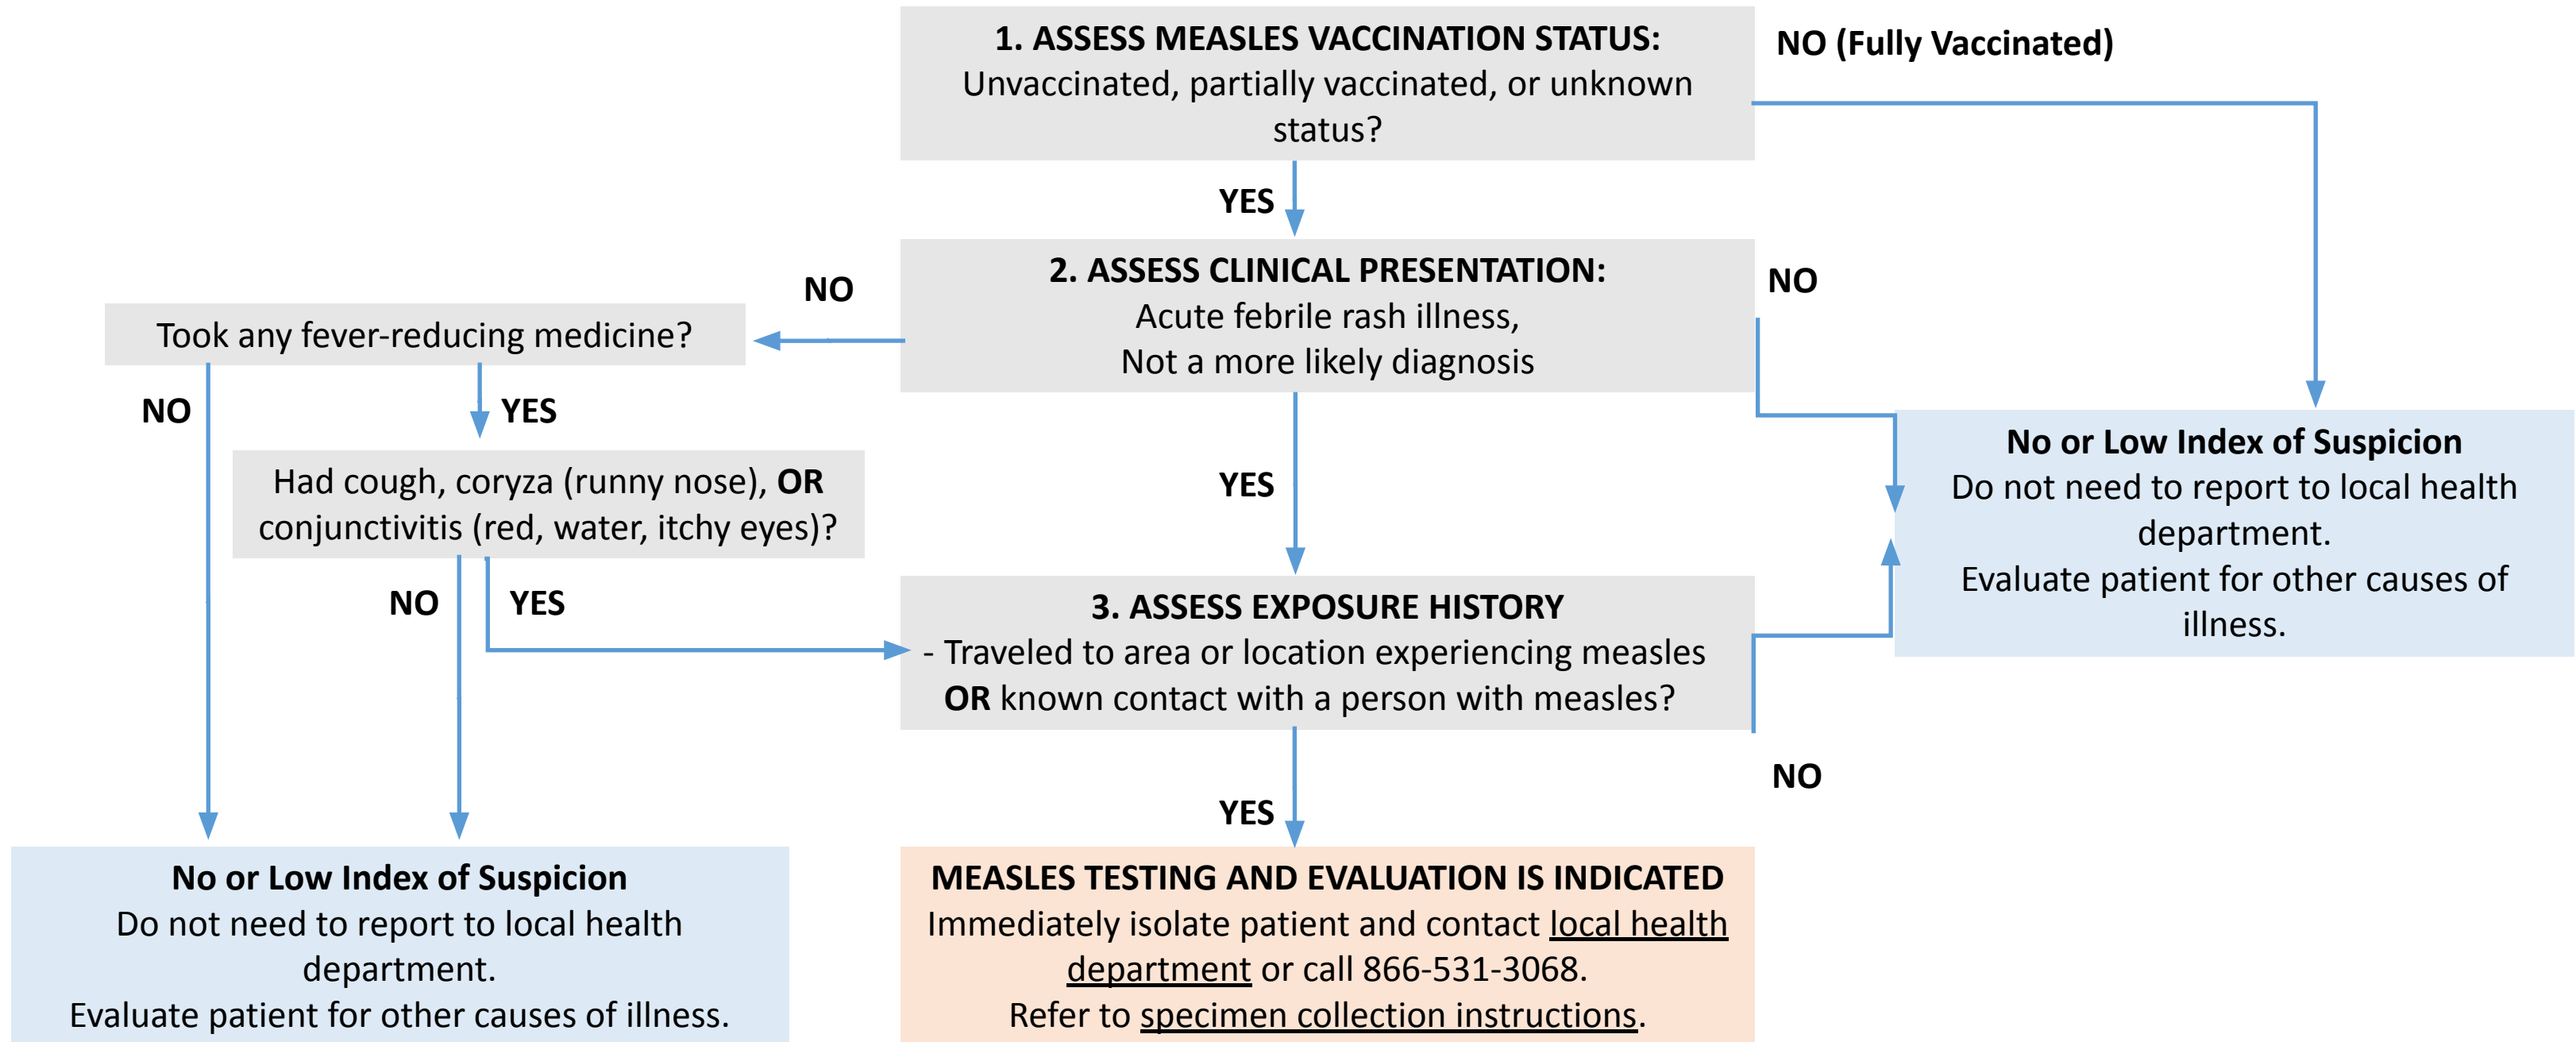 1. ASSESS MEASLES VACCINATION STATUS:
Unvaccinated, partially vaccinated, or unknown
status?
NO (Fully Vaccinated)
YES
2. ASSESS CLINICAL PRESENTATION:
Acute febrile rash illness,
Not a more likely diagnosis
NO
NO
Took any fever-reducing medicine?
NO
YES
Had cough, coryza (runny nose), OR
conjunctivitis (red, water, itchy eyes)?
NO
YES
YES
3. ASSESS EXPOSURE HISTORY
- Traveled to area or location experiencing measles
OR known contact with a person with measles?
NO
YES
No or Low Index of Suspicion
Do not need to report to local health
department.
Evaluate patient for other causes of
illness.
No or Low Index of Suspicion
Do not need to report to local health
department.
Evaluate patient for other causes of illness.
MEASLES TESTING AND EVALUATION IS INDICATED
Immediately isolate patient and contact local health
department or call 866-531-3068.
Refer to specimen collection instructions.